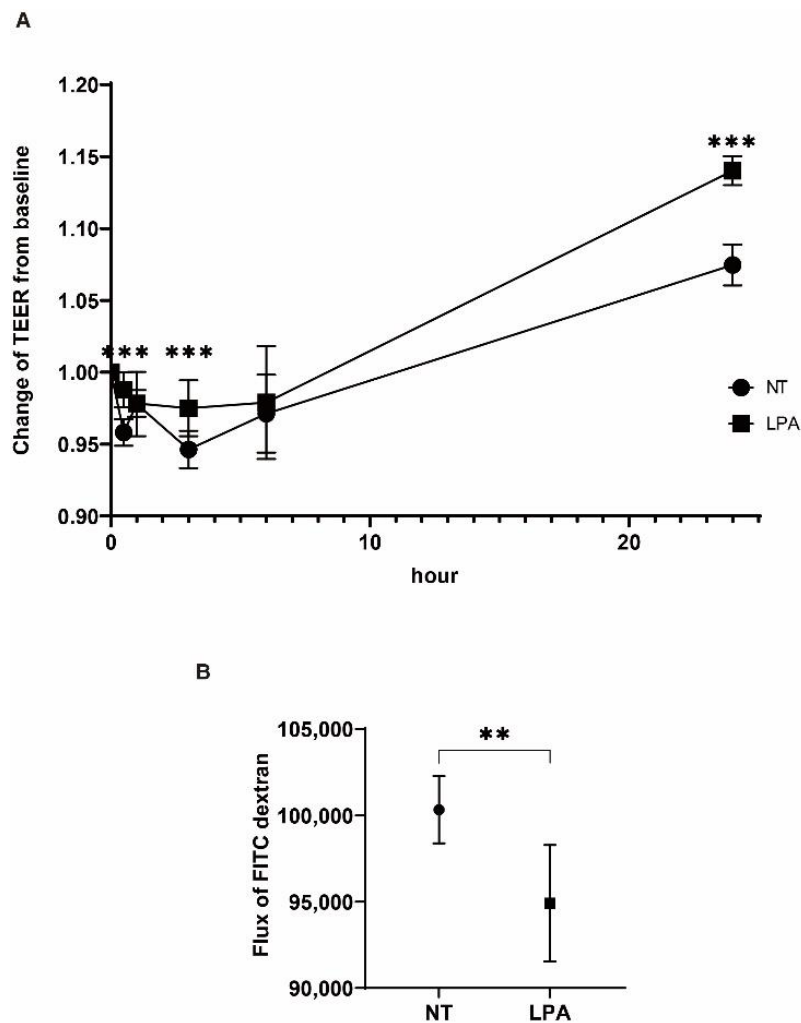 A
Change of TEER from baseline
1.20
1.15
1.10
1.05
1.00
0.95
0.90
*** *** ***
NT
LPA
0 10 20
hour
B
Flux of FITC dextran
105,000
100,000
95,000
90,000
**
NT LPA